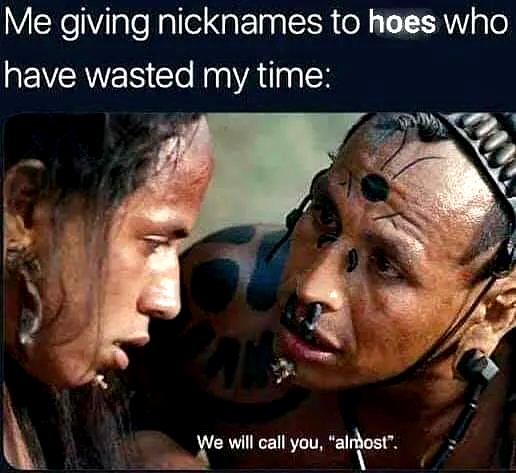 Me giving nicknames to hoes who
have wasted my time:
We will call you, “almost”.